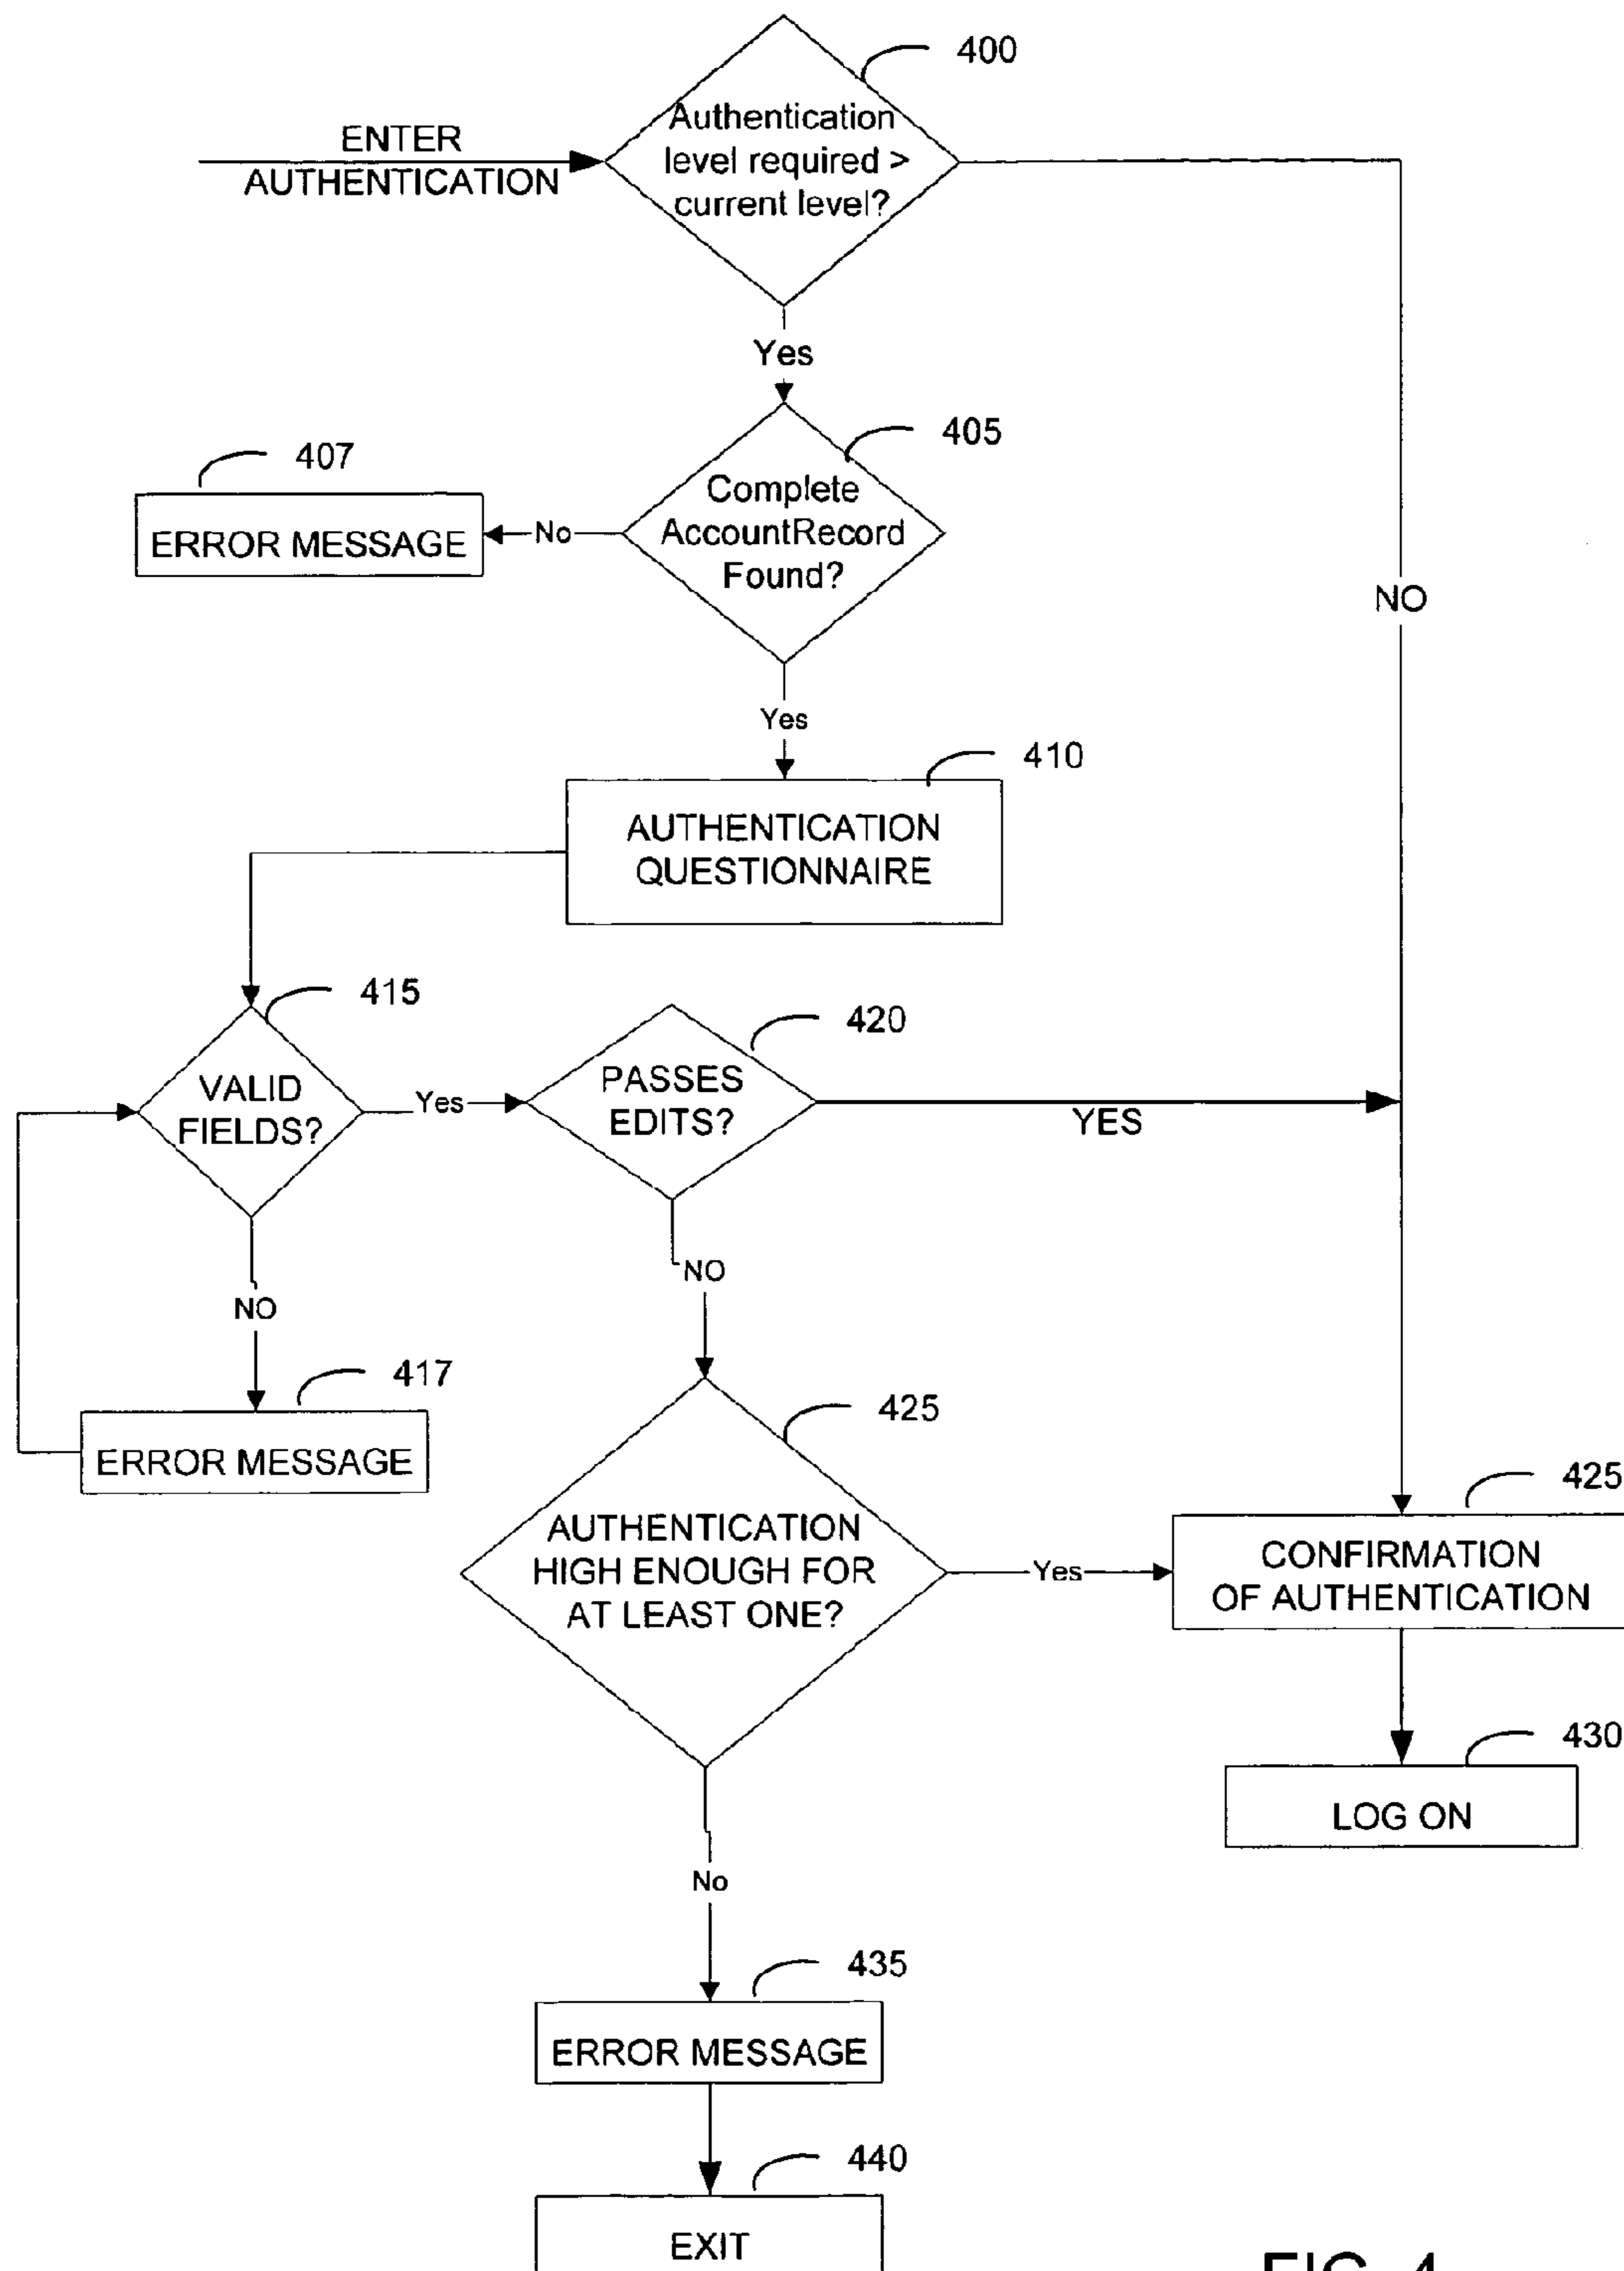 400
Authentication
level required >
current level?
ENTER
AUTHENTICATION
Yes
405
407
Complete
AccountRecord
Found?
No
ERROR MESSAGE
NO
Yes
410
AUTHENTICATION
QUESTIONNAIRE
415
420
VALID
FIELDS?
Yes
PASSES
EDITS?
YES
NO
NO
417
ERROR MESSAGE
425
425
AUTHENTICATION
HIGH ENOUGH FOR
AT LEAST ONE?
Yes
CONFIRMATION
OF AUTHENTICATION
430
LOG ON
No
435
ERROR MESSAGE
440
EXIT
FIG. 4